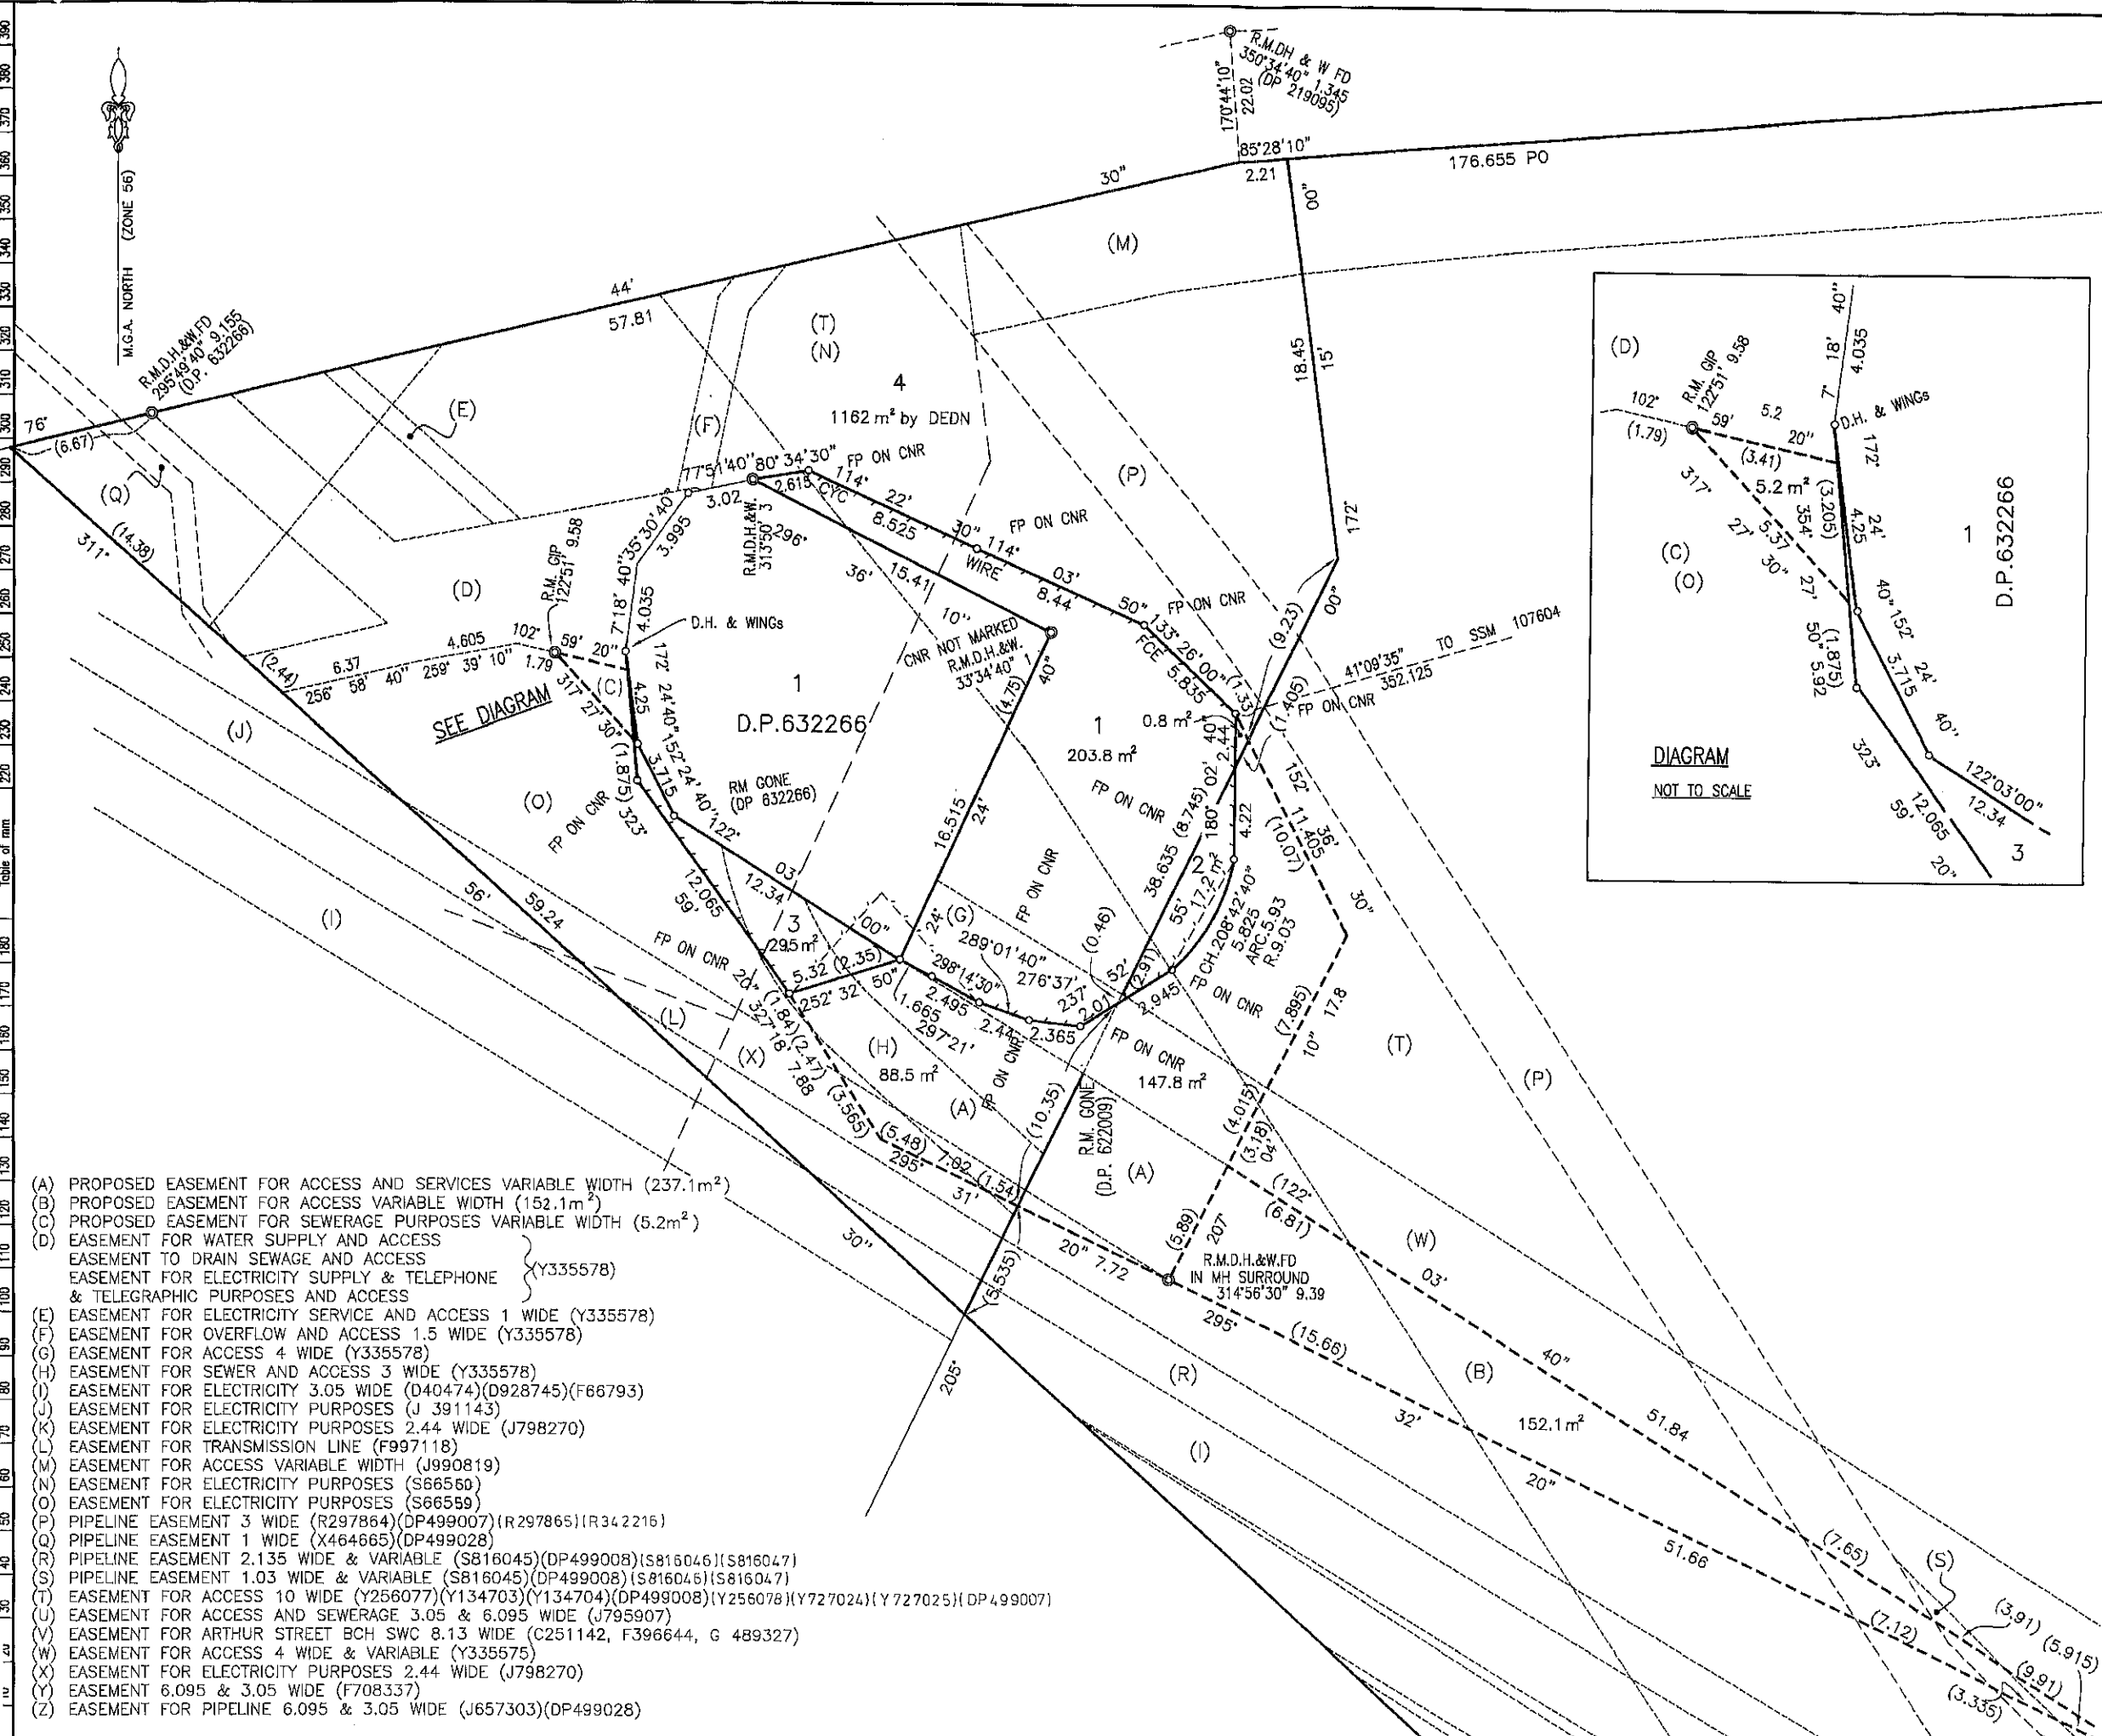 M.G.A. NORTH (ZONE 56)
R.M.DH & W FD
350°34'40" 1.345
(DP 219095)
170°44'10"
22.02
85°28'10"
2.21
176.655 PO
76° 44' 30"
57.81
(6.67)
R.M.D.H.&W.FD
295°49'40" 9.155
(D.P. 632266)
(M)
172° 15' 00"
18.45
(T)
(N)
4
1162 m² by DEDN
(E)
(F)
(P)
(Q)
77°51'40"
3.02
80°34'30"
2.615
FP ON CNR
CYC
114° 22' 30"
8.525
FP ON CNR
WIRE
114° 03' 50"
8.44
FP ON CNR
133° 26' 00"
FCE 5.835
(1.33)
R.M.D.H.&W.
313°50' 3
296° 36' 10"
15.41
35°30'40"
3.995
7°18'40"
4.035
D.H. & WINGs
R.M. GIP
122°51' 9.58
(D)
311° 56' 30"
(14.38)
(2.44)
59.24
6.37
256° 58' 40"
4.605
259° 39' 10"
102° 59' 20"
1.79
317° 27' 30"
(C)
172° 24' 40"
4.25
SEE DIAGRAM
1
D.P.632266
CNR NOT MARKED
R.M.D.H.&W.
33°34'40" 1
(4.75)
16.515
24° 24' 40"
1
203.8 m²
0.8 m²
(9.23)
00"
(1.405)
41°09'35" TO SSM 107604
352.125
FP ON CNR
2.44
180° 02' 40"
4.22
152° 36' 30"
11.405
(10.07)
152° 24' 40"
3.715
(1.875)
323° 59' 20"
12.065
RM GONE
(DP 632266)
FP ON CNR
(O)
(J)
(I)
122° 03' 00"
12.34
3
29.5 m²
5.32 (2.35)
252° 32' 50"
FP ON CNR
FP ON CNR
FP ON CNR
38.635 (8.745)
2
17.2 m²
55'
CH.208°42'40"
5.825
ARC.5.93
R.9.03
(G)
289°01'40"
276°37'
298°14'30"
2.495
1.665
297°21'
2.44
2.365
237° 52'
2.01
(0.46)
(2.91)
2.945
FP ON CNR
FP ON CNR
FP ON CNR
(1.84)(2.47)
327°18' 7.88
(3.565)
(L)
(X)
(H)
88.5 m²
(A)
147.8 m²
(7.895)
17.8
10"
(4.015)
(3.18)
04'
(5.89)
207°
(T)
(P)
(10.35)
R.M. GONE
(D.P. 622009)
(A)
(5.48)
7.02 (1.54)
295° 31' 20"
7.72
(5.535)
205°
R.M.D.H.&W.FD
IN MH SURROUND
314°56'30" 9.39
(122° 03' 40"
(6.81)
(W)
295° 32' 20"
(15.66)
(R)
(B)
152.1 m²
51.84
51.66
(I)
(7.65)
(S)
(7.12)
(3.91)
(5.915)
(9.91)
(3.335)
(D)
R.M. GIP
122°51' 9.58
102°
(1.79)
59' 20"
5.2
(3.41)
5.2 m²
7° 18' 40"
4.035
D.H. & WINGs
172° 24' 40"
4.25
(3.205)
354° 27' 50"
5.92
317° 27' 30"
5.37
(C)
(O)
(1.875)
152° 24' 40"
3.715
323° 59' 20"
12.065
122°03'00"
12.34
3
1
D.P.632266
DIAGRAM
NOT TO SCALE
Table of mm
(A) PROPOSED EASEMENT FOR ACCESS AND SERVICES VARIABLE WIDTH (237.1m²)
(B) PROPOSED EASEMENT FOR ACCESS VARIABLE WIDTH (152.1m²)
(C) PROPOSED EASEMENT FOR SEWERAGE PURPOSES VARIABLE WIDTH (5.2m²)
(D) EASEMENT FOR WATER SUPPLY AND ACCESS
EASEMENT TO DRAIN SEWAGE AND ACCESS
EASEMENT FOR ELECTRICITY SUPPLY & TELEPHONE
& TELEGRAPHIC PURPOSES AND ACCESS
(Y335578)
(E) EASEMENT FOR ELECTRICITY SERVICE AND ACCESS 1 WIDE (Y335578)
(F) EASEMENT FOR OVERFLOW AND ACCESS 1.5 WIDE (Y335578)
(G) EASEMENT FOR ACCESS 4 WIDE (Y335578)
(H) EASEMENT FOR SEWER AND ACCESS 3 WIDE (Y335578)
(I) EASEMENT FOR ELECTRICITY 3.05 WIDE (D40474)(D928745)(F66793)
(J) EASEMENT FOR ELECTRICITY PURPOSES (J 391143)
(K) EASEMENT FOR ELECTRICITY PURPOSES 2.44 WIDE (J798270)
(L) EASEMENT FOR TRANSMISSION LINE (F997118)
(M) EASEMENT FOR ACCESS VARIABLE WIDTH (J990819)
(N) EASEMENT FOR ELECTRICITY PURPOSES (S66560)
(O) EASEMENT FOR ELECTRICITY PURPOSES (S66559)
(P) PIPELINE EASEMENT 3 WIDE (R297864)(DP499007)(R297865)(R342216)
(Q) PIPELINE EASEMENT 1 WIDE (X464665)(DP499028)
(R) PIPELINE EASEMENT 2.135 WIDE & VARIABLE (S816045)(DP499008)(S816046)(S816047)
(S) PIPELINE EASEMENT 1.03 WIDE & VARIABLE (S816045)(DP499008)(S816046)(S816047)
(T) EASEMENT FOR ACCESS 10 WIDE (Y256077)(Y134703)(Y134704)(DP499008)(Y256078)(Y727024)(Y727025)(DP499007)
(U) EASEMENT FOR ACCESS AND SEWERAGE 3.05 & 6.095 WIDE (J795907)
(V) EASEMENT FOR ARTHUR STREET BCH SWC 8.13 WIDE (C251142, F396644, G 489327)
(W) EASEMENT FOR ACCESS 4 WIDE & VARIABLE (Y335575)
(X) EASEMENT FOR ELECTRICITY PURPOSES 2.44 WIDE (J798270)
(Y) EASEMENT 6.095 & 3.05 WIDE (F708337)
(Z) EASEMENT FOR PIPELINE 6.095 & 3.05 WIDE (J657303)(DP499028)